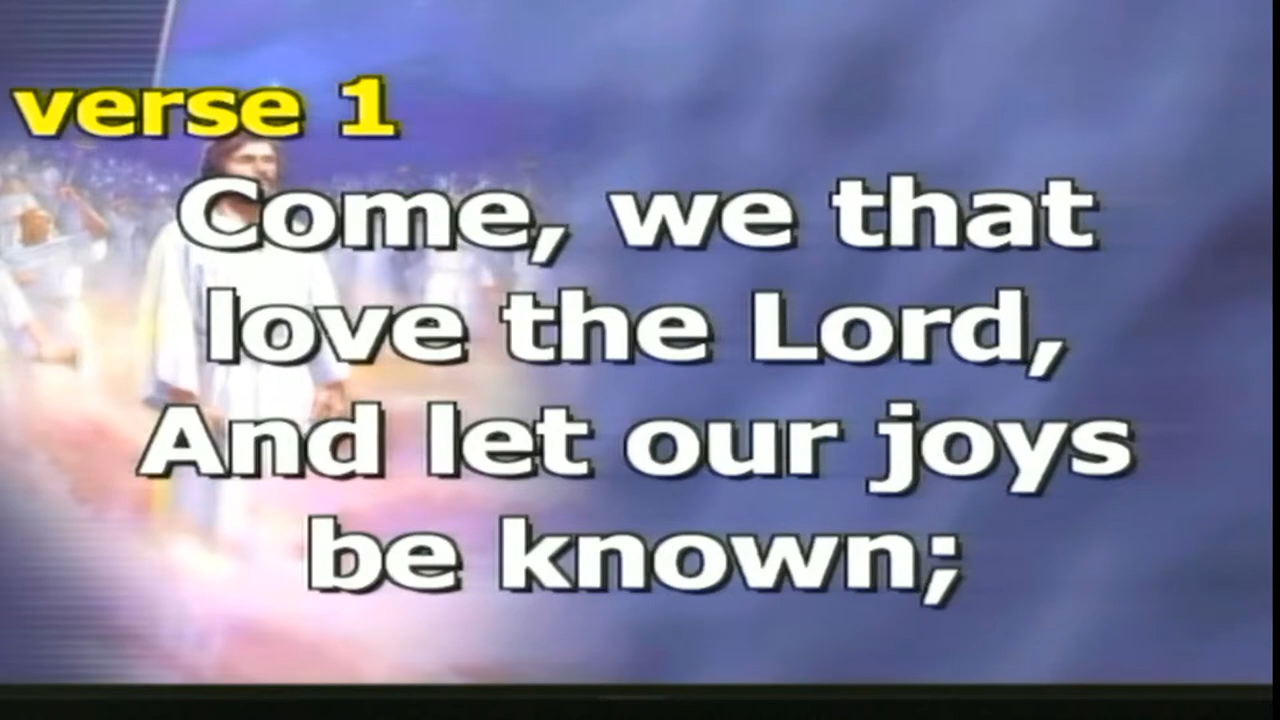 verse 1
Come, we that
love the Lord,
And let our joys
be known;